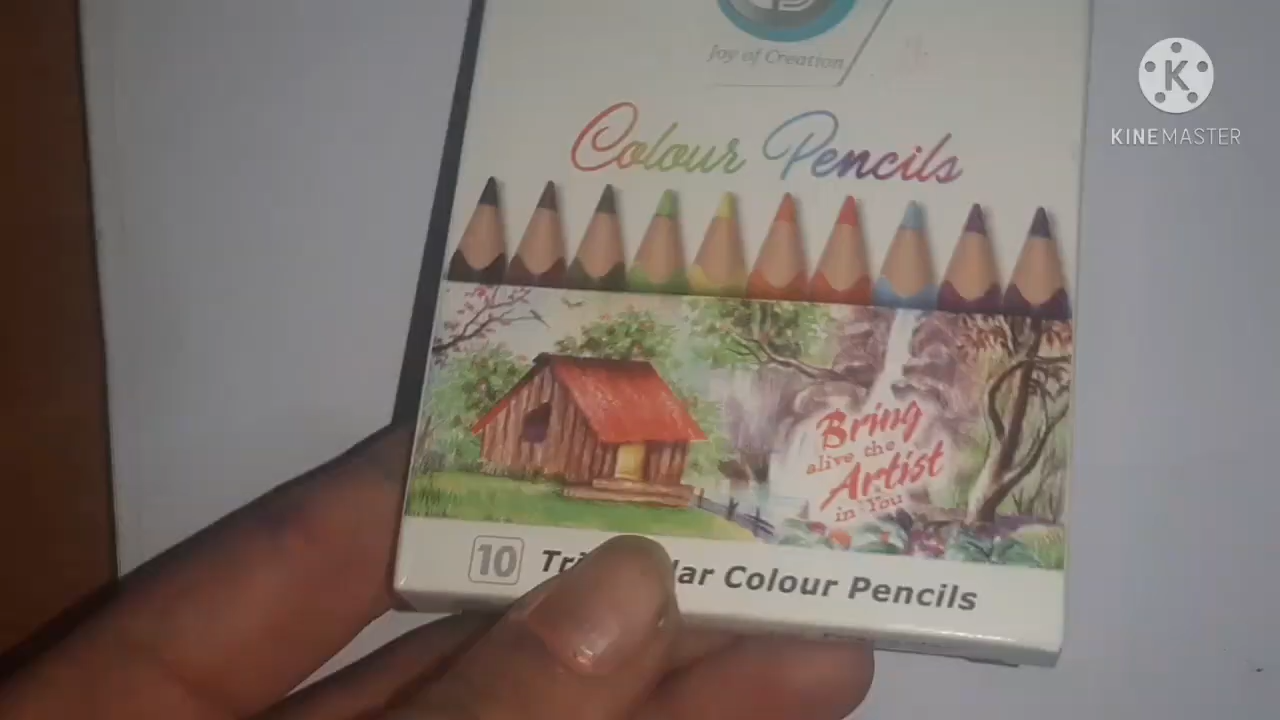 Joy of Creation
K
KINEMASTER
Colour Pencils
Bring
alive the
Artist
in You
10 Colour Pencils